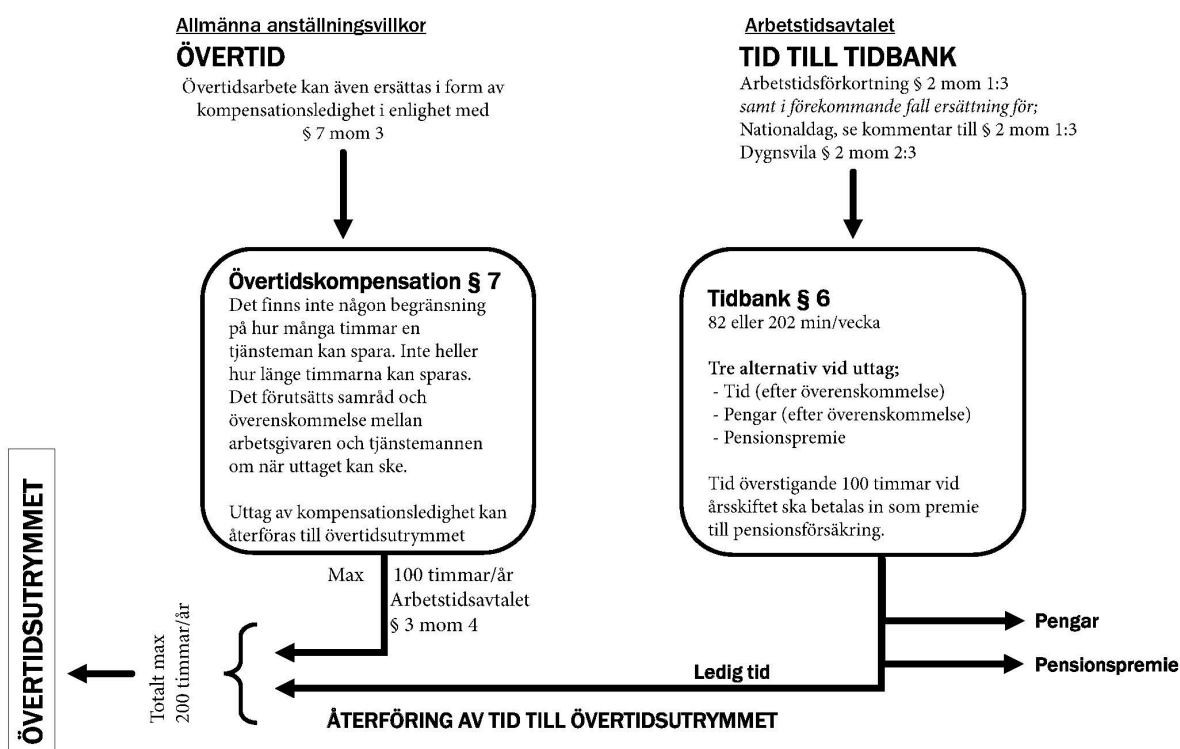 Allmänna anställningsvillkor
ÖVERTID
Övertidsarbete kan även ersättas i form av
kompensationsledighet i enlighet med
§ 7 mom 3
Arbetstidsavtalet
TID TILL TIDBANK
Arbetstidsförkortning § 2 mom 1:3
samt i förekommande fall ersättning för;
Nationaldag, se kommentar till § 2 mom 1:3
Dygnsvila § 2 mom 2:3
Övertidskompensation § 7
Det finns inte någon begränsning
på hur många timmar en
tjänsteman kan spara. Inte heller
hur länge timmarna kan sparas.
Det förutsätts samråd och
överenskommelse mellan
arbetsgivaren och tjänstemannen
om när uttaget kan ske.
Uttag av kompensationsledighet kan
återföras till övertidsutrymmet
Tidbank § 6
82 eller 202 min/vecka
Tre alternativ vid uttag;
- Tid (efter överenskommelse)
- Pengar (efter överenskommelse)
- Pensionspremie
Tid överstigande 100 timmar vid
årsskiftet ska betalas in som premie
till pensionsförsäkring.
Max 100 timmar/år
Arbetstidsavtalet
§ 3 mom 4
Pengar
Pensionspremie
Ledig tid
Totalt max
200 timmar/år
ÖVERTIDSUTRYMMET
ÅTERFÖRING AV TID TILL ÖVERTIDSUTRYMMET